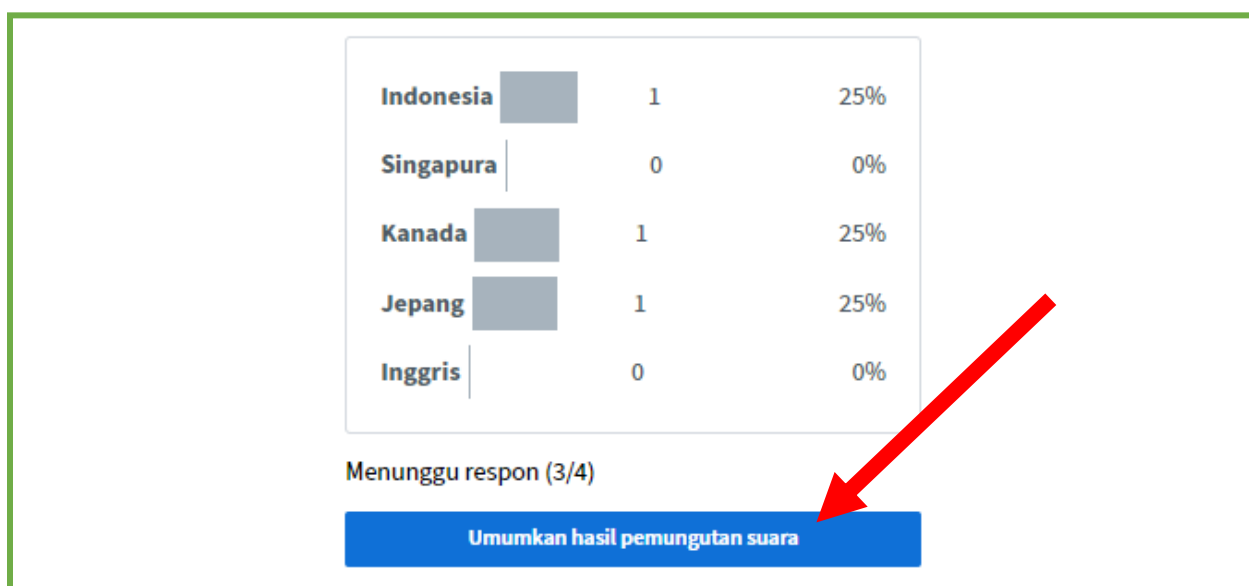 Indonesia 1 25%
Singapura 0 0%
Kanada 1 25%
Jepang 1 25%
Inggris 0 0%
Menunggu respon (3/4)
Umumkan hasil pemungutan suara